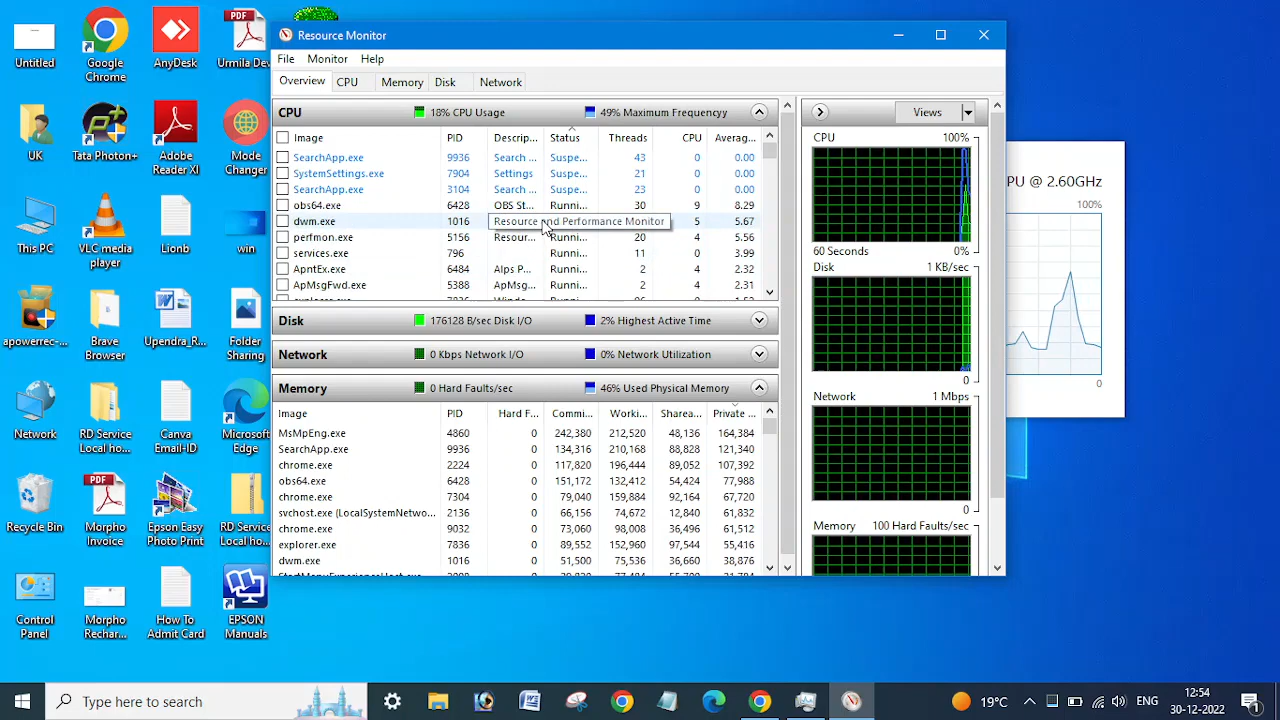 Resource Monitor
File Monitor Help
Overview CPU Memory Disk Network
CPU 18% CPU Usage 49% Maximum Frequency
Image PID Descrip... Status Threads CPU Averag...
SearchApp.exe 9936 Search ... Suspe... 43 0 0.00
SystemSettings.exe 7904 Settings Suspe... 21 0 0.00
SearchApp.exe 3104 Search ... Suspe... 23 0 0.00
obs64.exe 6428 OBS St... Runni... 30 9 8.29
dwm.exe 1016 Resource and Performance Monitor 5 5.67
perfmon.exe 5156 Resour... Runni... 20 4 5.56
services.exe 796 Runni... 11 0 3.99
ApntEx.exe 6484 Alps P... Runni... 2 4 2.32
ApMsgFwd.exe 5388 ApMsg... Runni... 2 4 2.31
Disk 176128 B/sec Disk I/O 2% Highest Active Time
Network 0 Kbps Network I/O 0% Network Utilization
Memory 0 Hard Faults/sec 46% Used Physical Memory
Image PID Hard F... Commi... Worki... Sharea... Private ...
MsMpEng.exe 4860 0 242,380 212,520 48,136 164,384
SearchApp.exe 9936 0 134,316 210,168 88,828 121,340
chrome.exe 2224 0 117,820 196,444 89,052 107,392
obs64.exe 6428 0 151,172 132,412 54,424 77,988
chrome.exe 7304 0 79,040 159,884 92,164 67,720
svchost.exe (LocalSystemNetwo... 2136 0 66,156 74,672 12,840 61,832
chrome.exe 8032 0 73,060 98,008 36,496 61,512
explorer.exe 7836 0 89,552 152,960 97,544 55,416
dwm.exe 1016 0 51,500 75,536 36,660 38,876
Views
CPU 100%
60 Seconds 0%
Disk 1 KB/sec
0
Network 1 Mbps
0
Memory 100 Hard Faults/sec
PU @ 2.60GHz
100%
0
Untitled
Google Chrome
AnyDesk
PDF
Urmila Dev
UK
Tata Photon+
Adobe Reader XI
Mode Changer
This PC
VLC media player
Lionb
win
apowerrec-...
Brave Browser
Upendra_R...
Folder Sharing
Network
RD Service Local ho...
Canva Email-ID
Microsoft Edge
Recycle Bin
PDF
Morpho Invoice
Epson Easy Photo Print
RD Service Local ho...
Control Panel
Morpho Rechar...
How To Admit Card
EPSON Manuals
Type here to search
19°C
ENG
12:54
30-12-2022
1